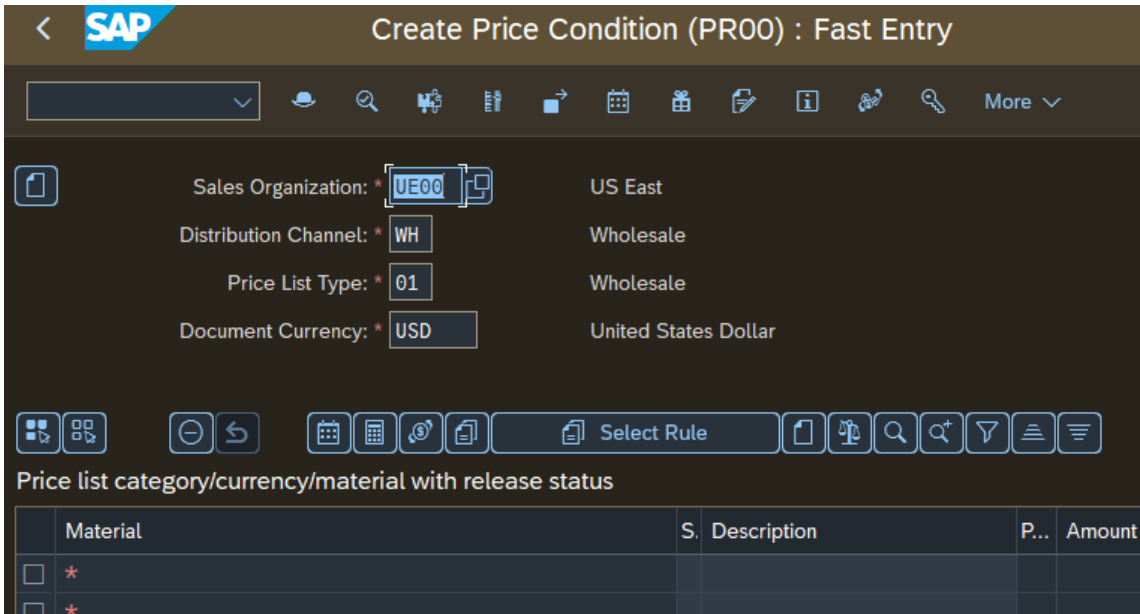 SAP Create Price Condition (PR00) : Fast Entry
More
Sales Organization: * UE00 US East
Distribution Channel: * WH Wholesale
Price List Type: * 01 Wholesale
Document Currency: * USD United States Dollar
Select Rule
Price list category/currency/material with release status
Material S. Description P... Amount
*
*